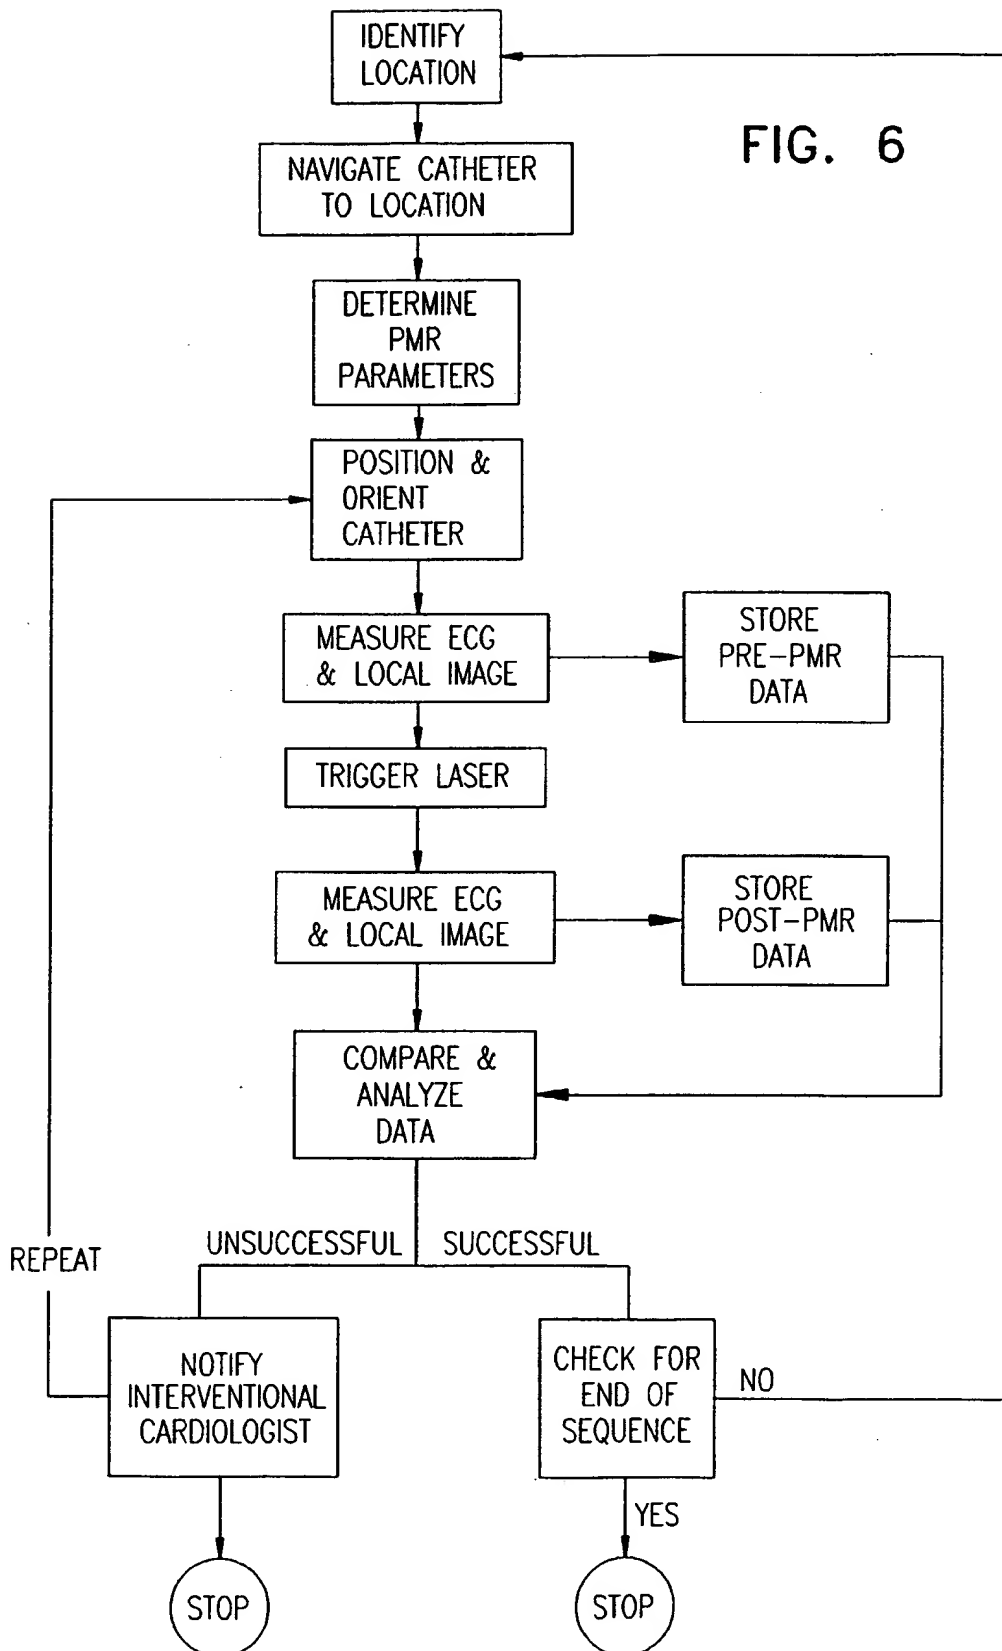 IDENTIFY
LOCATION
FIG. 6
NAVIGATE CATHETER
TO LOCATION
DETERMINE
PMR
PARAMETERS
POSITION &
ORIENT
CATHETER
MEASURE ECG
& LOCAL IMAGE
STORE
PRE-PMR
DATA
TRIGGER LASER
MEASURE ECG
& LOCAL IMAGE
STORE
POST-PMR
DATA
COMPARE &
ANALYZE
DATA
UNSUCCESSFUL
SUCCESSFUL
REPEAT
NOTIFY
INTERVENTIONAL
CARDIOLOGIST
CHECK FOR
END OF
SEQUENCE
NO
YES
STOP
STOP